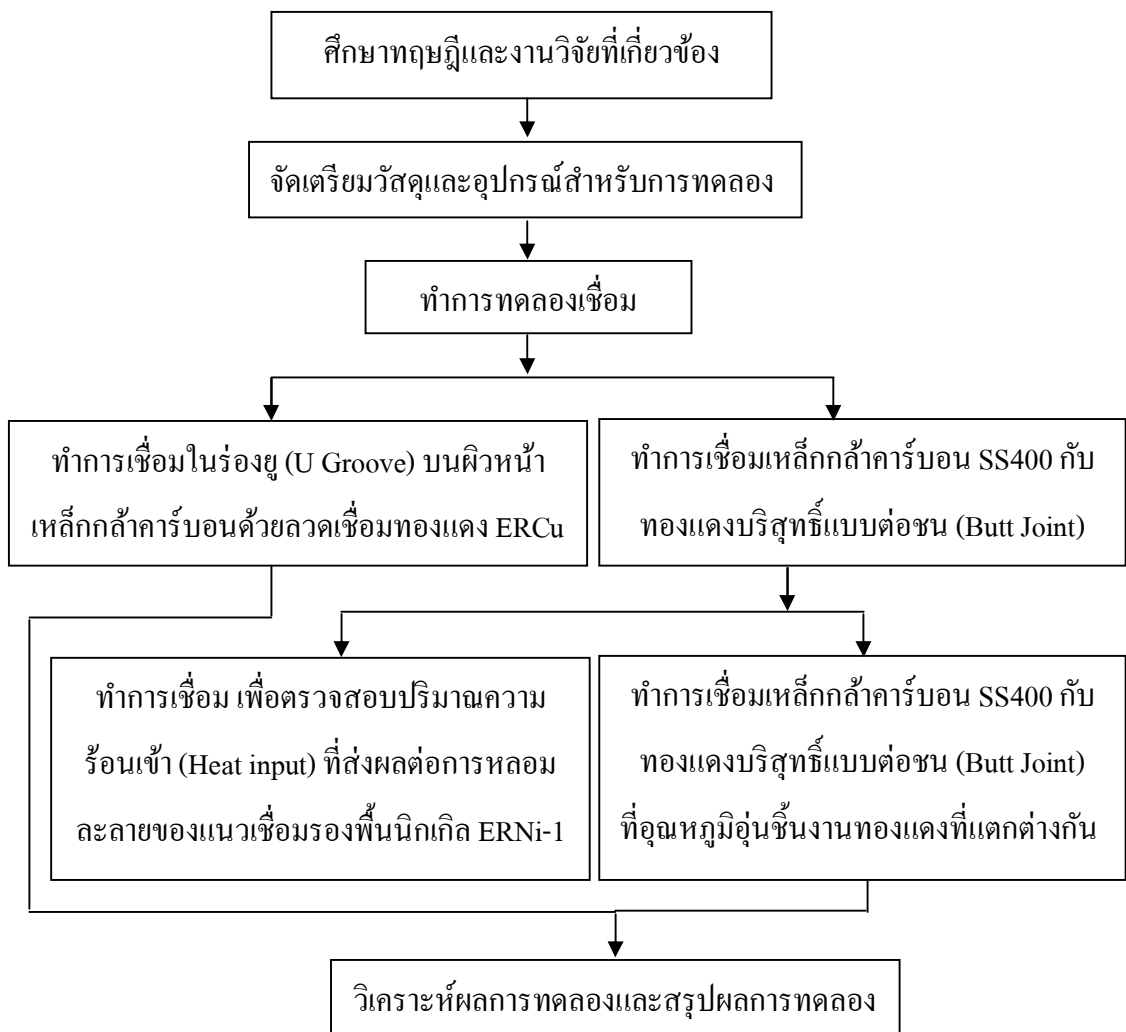 ศึกษาทฤษฎีและงานวิจัยที่เกี่ยวข้อง
จัดเตรียมวัสดุและอุปกรณ์สำหรับการทดลอง
ทำการทดลองเชื่อม
ทำการเชื่อมในร่องยู (U Groove) บนผิวหน้า
เหล็กกล้าคาร์บอนด้วยลวดเชื่อมทองแดง ERCu
ทำการเชื่อมเหล็กกล้าคาร์บอน SS400 กับ
ทองแดงบริสุทธิ์แบบต่อชน (Butt Joint)
ทำการเชื่อม เพื่อตรวจสอบปริมาณความ
ร้อนเข้า (Heat input) ที่ส่งผลต่อการหลอม
ละลายของแนวเชื่อมรองพื้นนิกเกิล ERNi-1
ทำการเชื่อมเหล็กกล้าคาร์บอน SS400 กับ
ทองแดงบริสุทธิ์แบบต่อชน (Butt Joint)
ที่อุณหภูมิอุ่นชิ้นงานทองแดงที่แตกต่างกัน
วิเคราะห์ผลการทดลองและสรุปผลการทดลอง